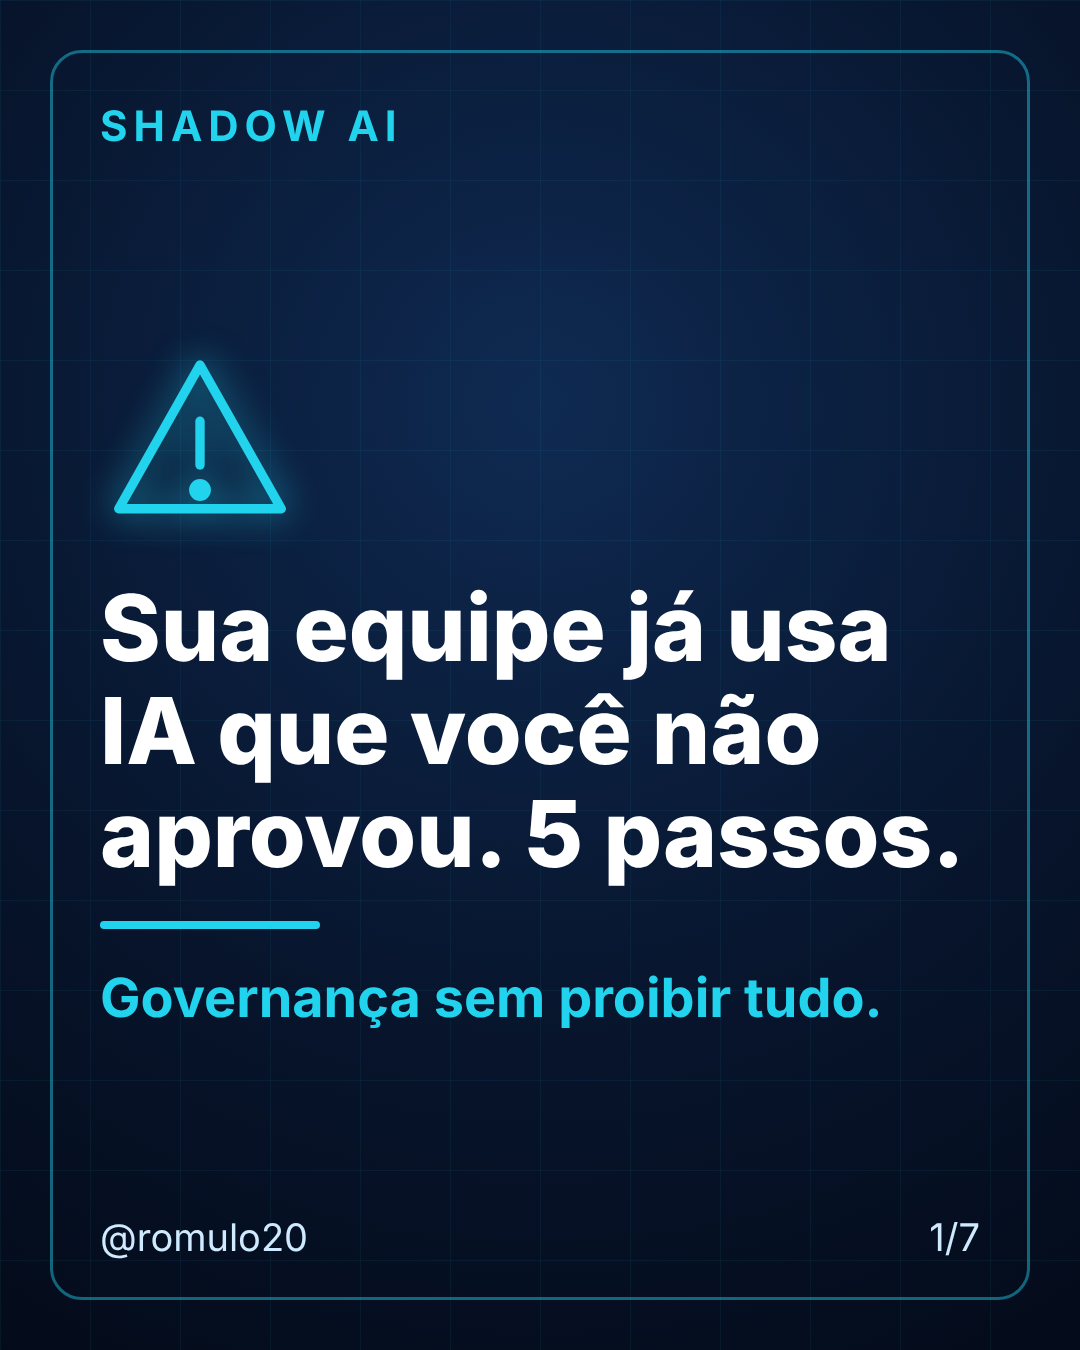 SHADOW AI
Sua equipe já usa
IA que você não
aprovou. 5 passos.
Governança sem proibir tudo.
@romulo20
1/7